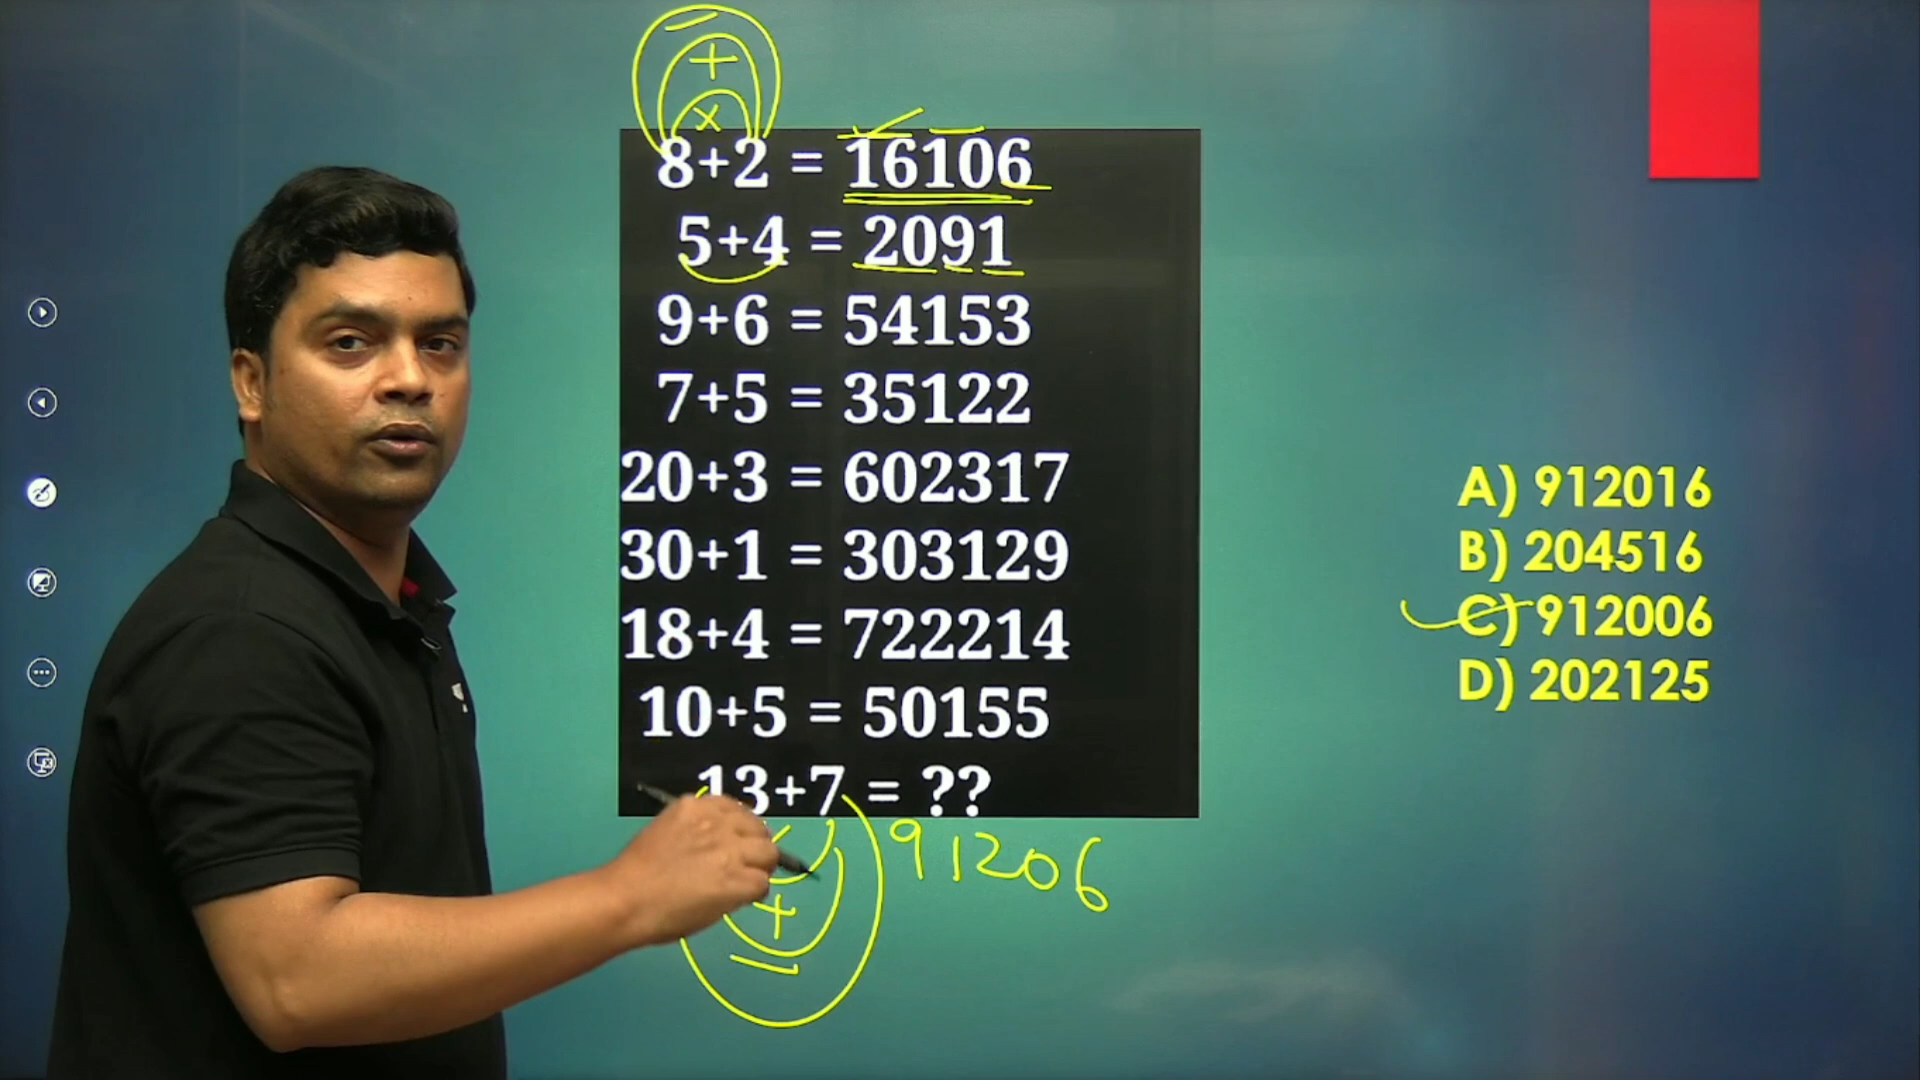 - +
×
8+2 = 16106
5+4 = 2091
9+6 = 54153
7+5 = 35122
20+3 = 602317
30+1 = 303129
18+4 = 722214
10+5 = 50155
13+7 = ??
91206
+
-
A) 912016
B) 204516
C) 912006
D) 202125